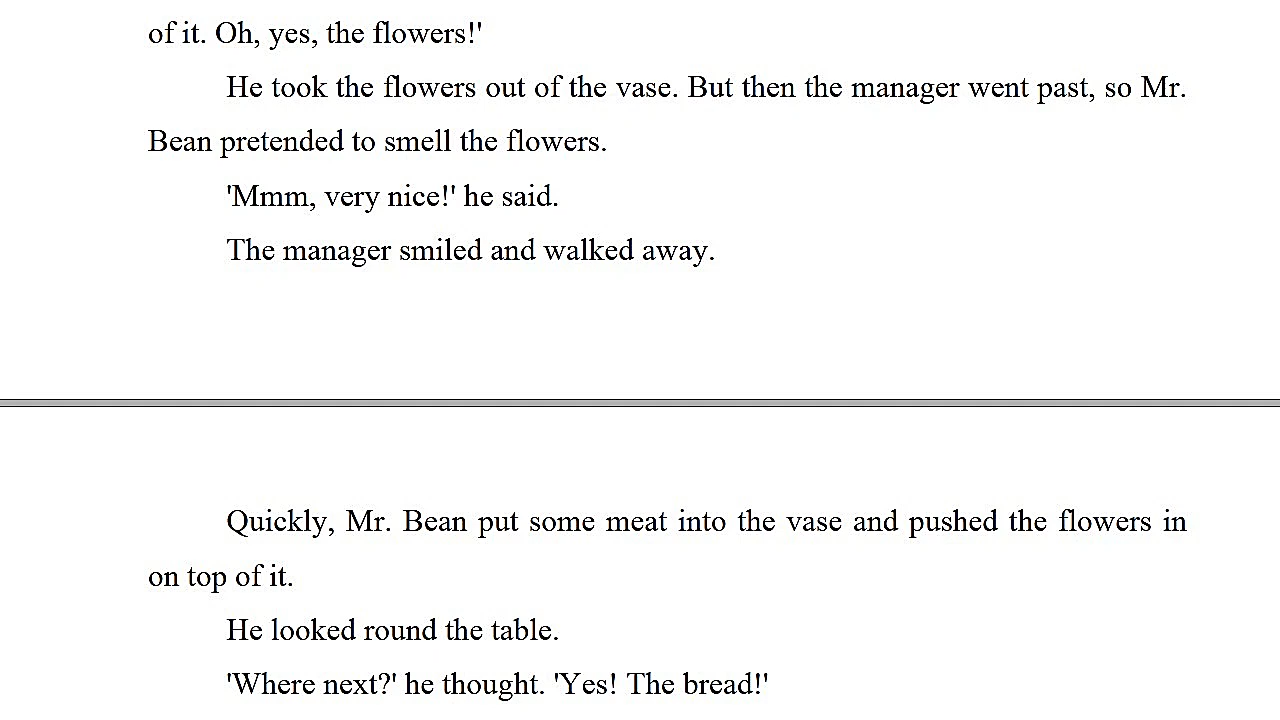 of it. Oh, yes, the flowers!'
He took the flowers out of the vase. But then the manager went past, so Mr.
Bean pretended to smell the flowers.
'Mmm, very nice!' he said.
The manager smiled and walked away.
Quickly, Mr. Bean put some meat into the vase and pushed the flowers in
on top of it.
He looked round the table.
'Where next?' he thought. 'Yes! The bread!'